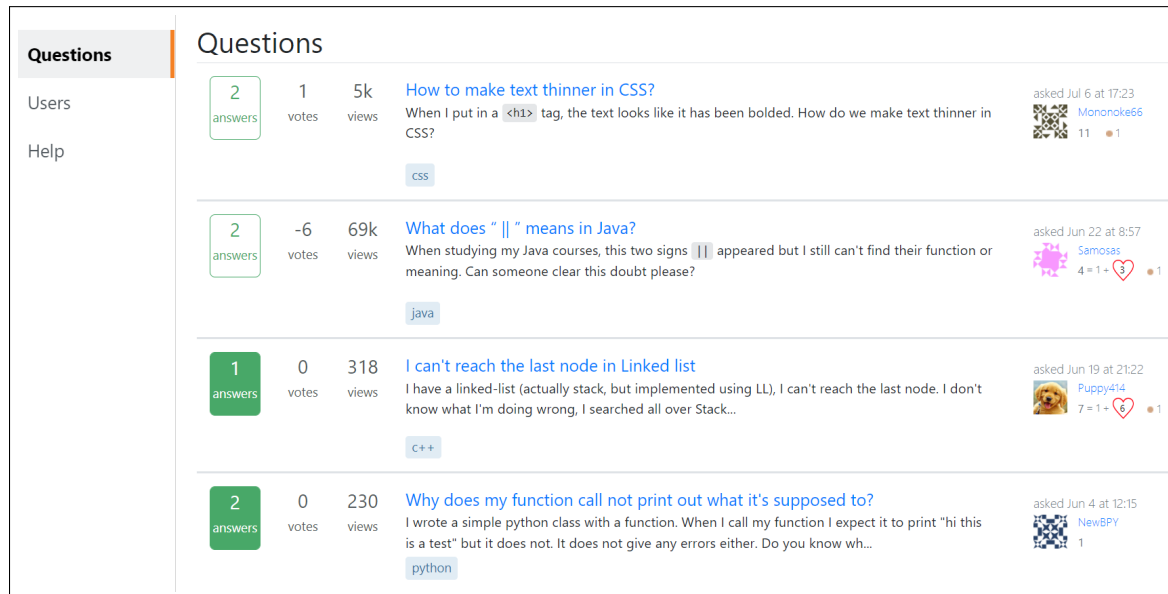 Questions
Users
Help
Questions
2
answers
1
votes
5k
views
How to make text thinner in CSS?
When I put in a <h1> tag, the text looks like it has been bolded. How do we make text thinner in
CSS?
css
asked Jul 6 at 17:23
Mononoke66
11 1
2
answers
-6
votes
69k
views
What does “ || ” means in Java?
When studying my Java courses, this two signs || appeared but I still can't find their function or
meaning. Can someone clear this doubt please?
java
asked Jun 22 at 8:57
Samosas
4 = 1 + 3 1
1
answers
0
votes
318
views
I can't reach the last node in Linked list
I have a linked-list (actually stack, but implemented using LL), I can't reach the last node. I don't
know what I'm doing wrong, I searched all over Stack...
c++
asked Jun 19 at 21:22
Puppy414
7 = 1 + 6 1
2
answers
0
votes
230
views
Why does my function call not print out what it's supposed to?
I wrote a simple python class with a function. When I call my function I expect it to print "hi this
is a test" but it does not. It does not give any errors either. Do you know wh...
python
asked Jun 4 at 12:15
NewBPY
1